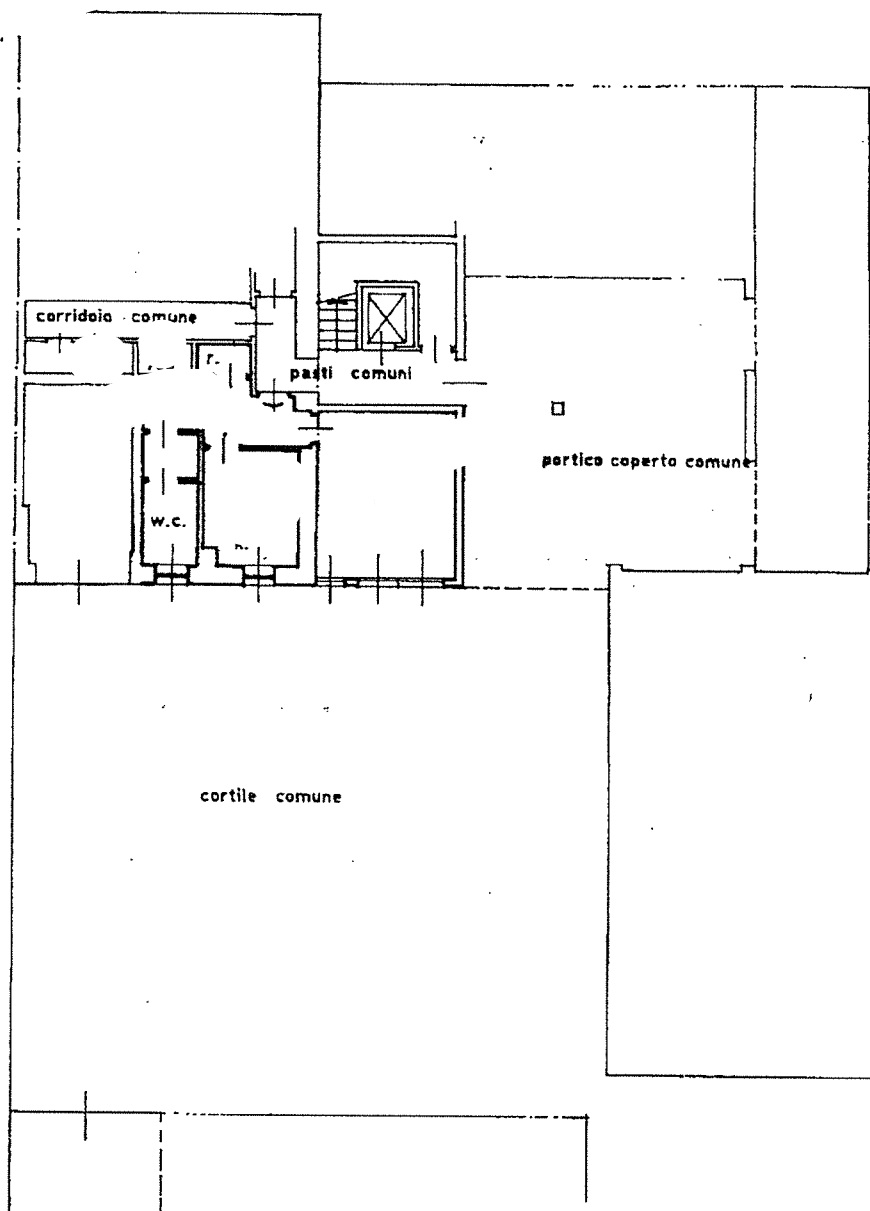 corridoio comune
r.
pasti comuni
portico coperto comune
w.c.
cortile comune